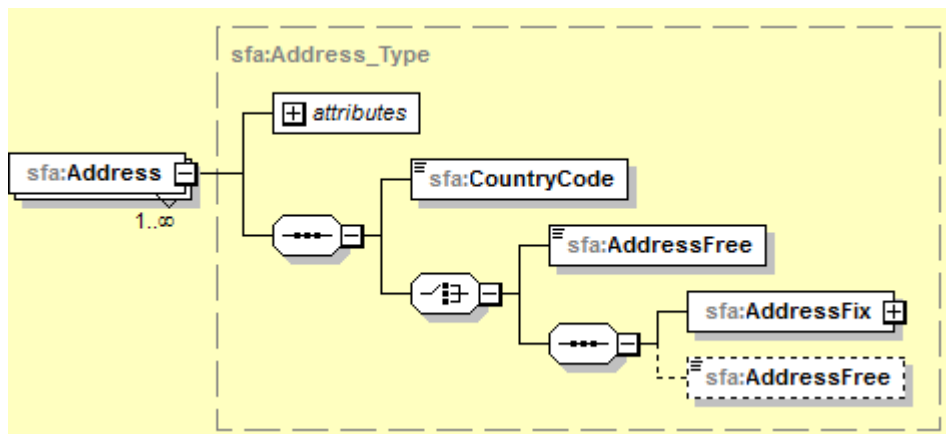 sfa:Address_Type
attributes
sfa:Address
1..∞
sfa:CountryCode
sfa:AddressFree
sfa:AddressFix
sfa:AddressFree